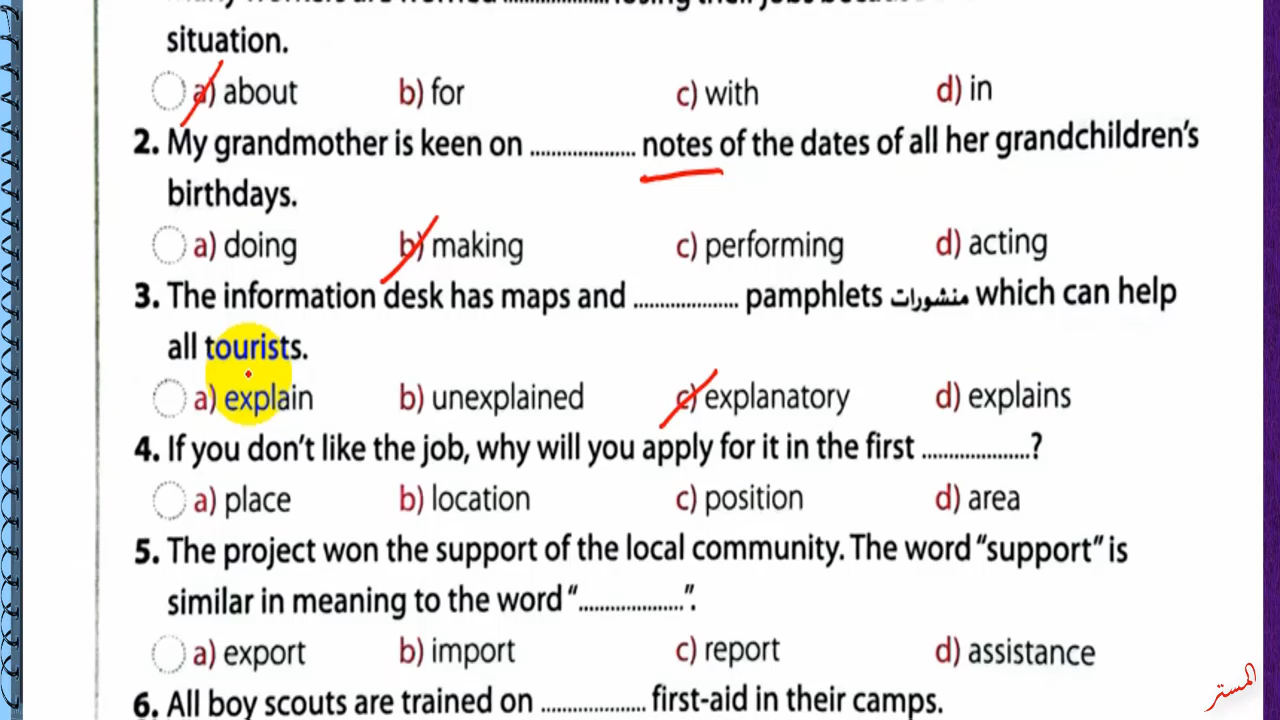 situation.
a) about b) for c) with d) in
2. My grandmother is keen on .................... notes of the dates of all her grandchildren's
birthdays.
a) doing b) making c) performing d) acting
3. The information desk has maps and .................... pamphlets منشورات which can help
all tourists.
a) explain b) unexplained c) explanatory d) explains
4. If you don't like the job, why will you apply for it in the first ....................?
a) place b) location c) position d) area
5. The project won the support of the local community. The word "support" is
similar in meaning to the word "....................".
a) export b) import c) report d) assistance
6. All boy scouts are trained on .................... first-aid in their camps.
المستر